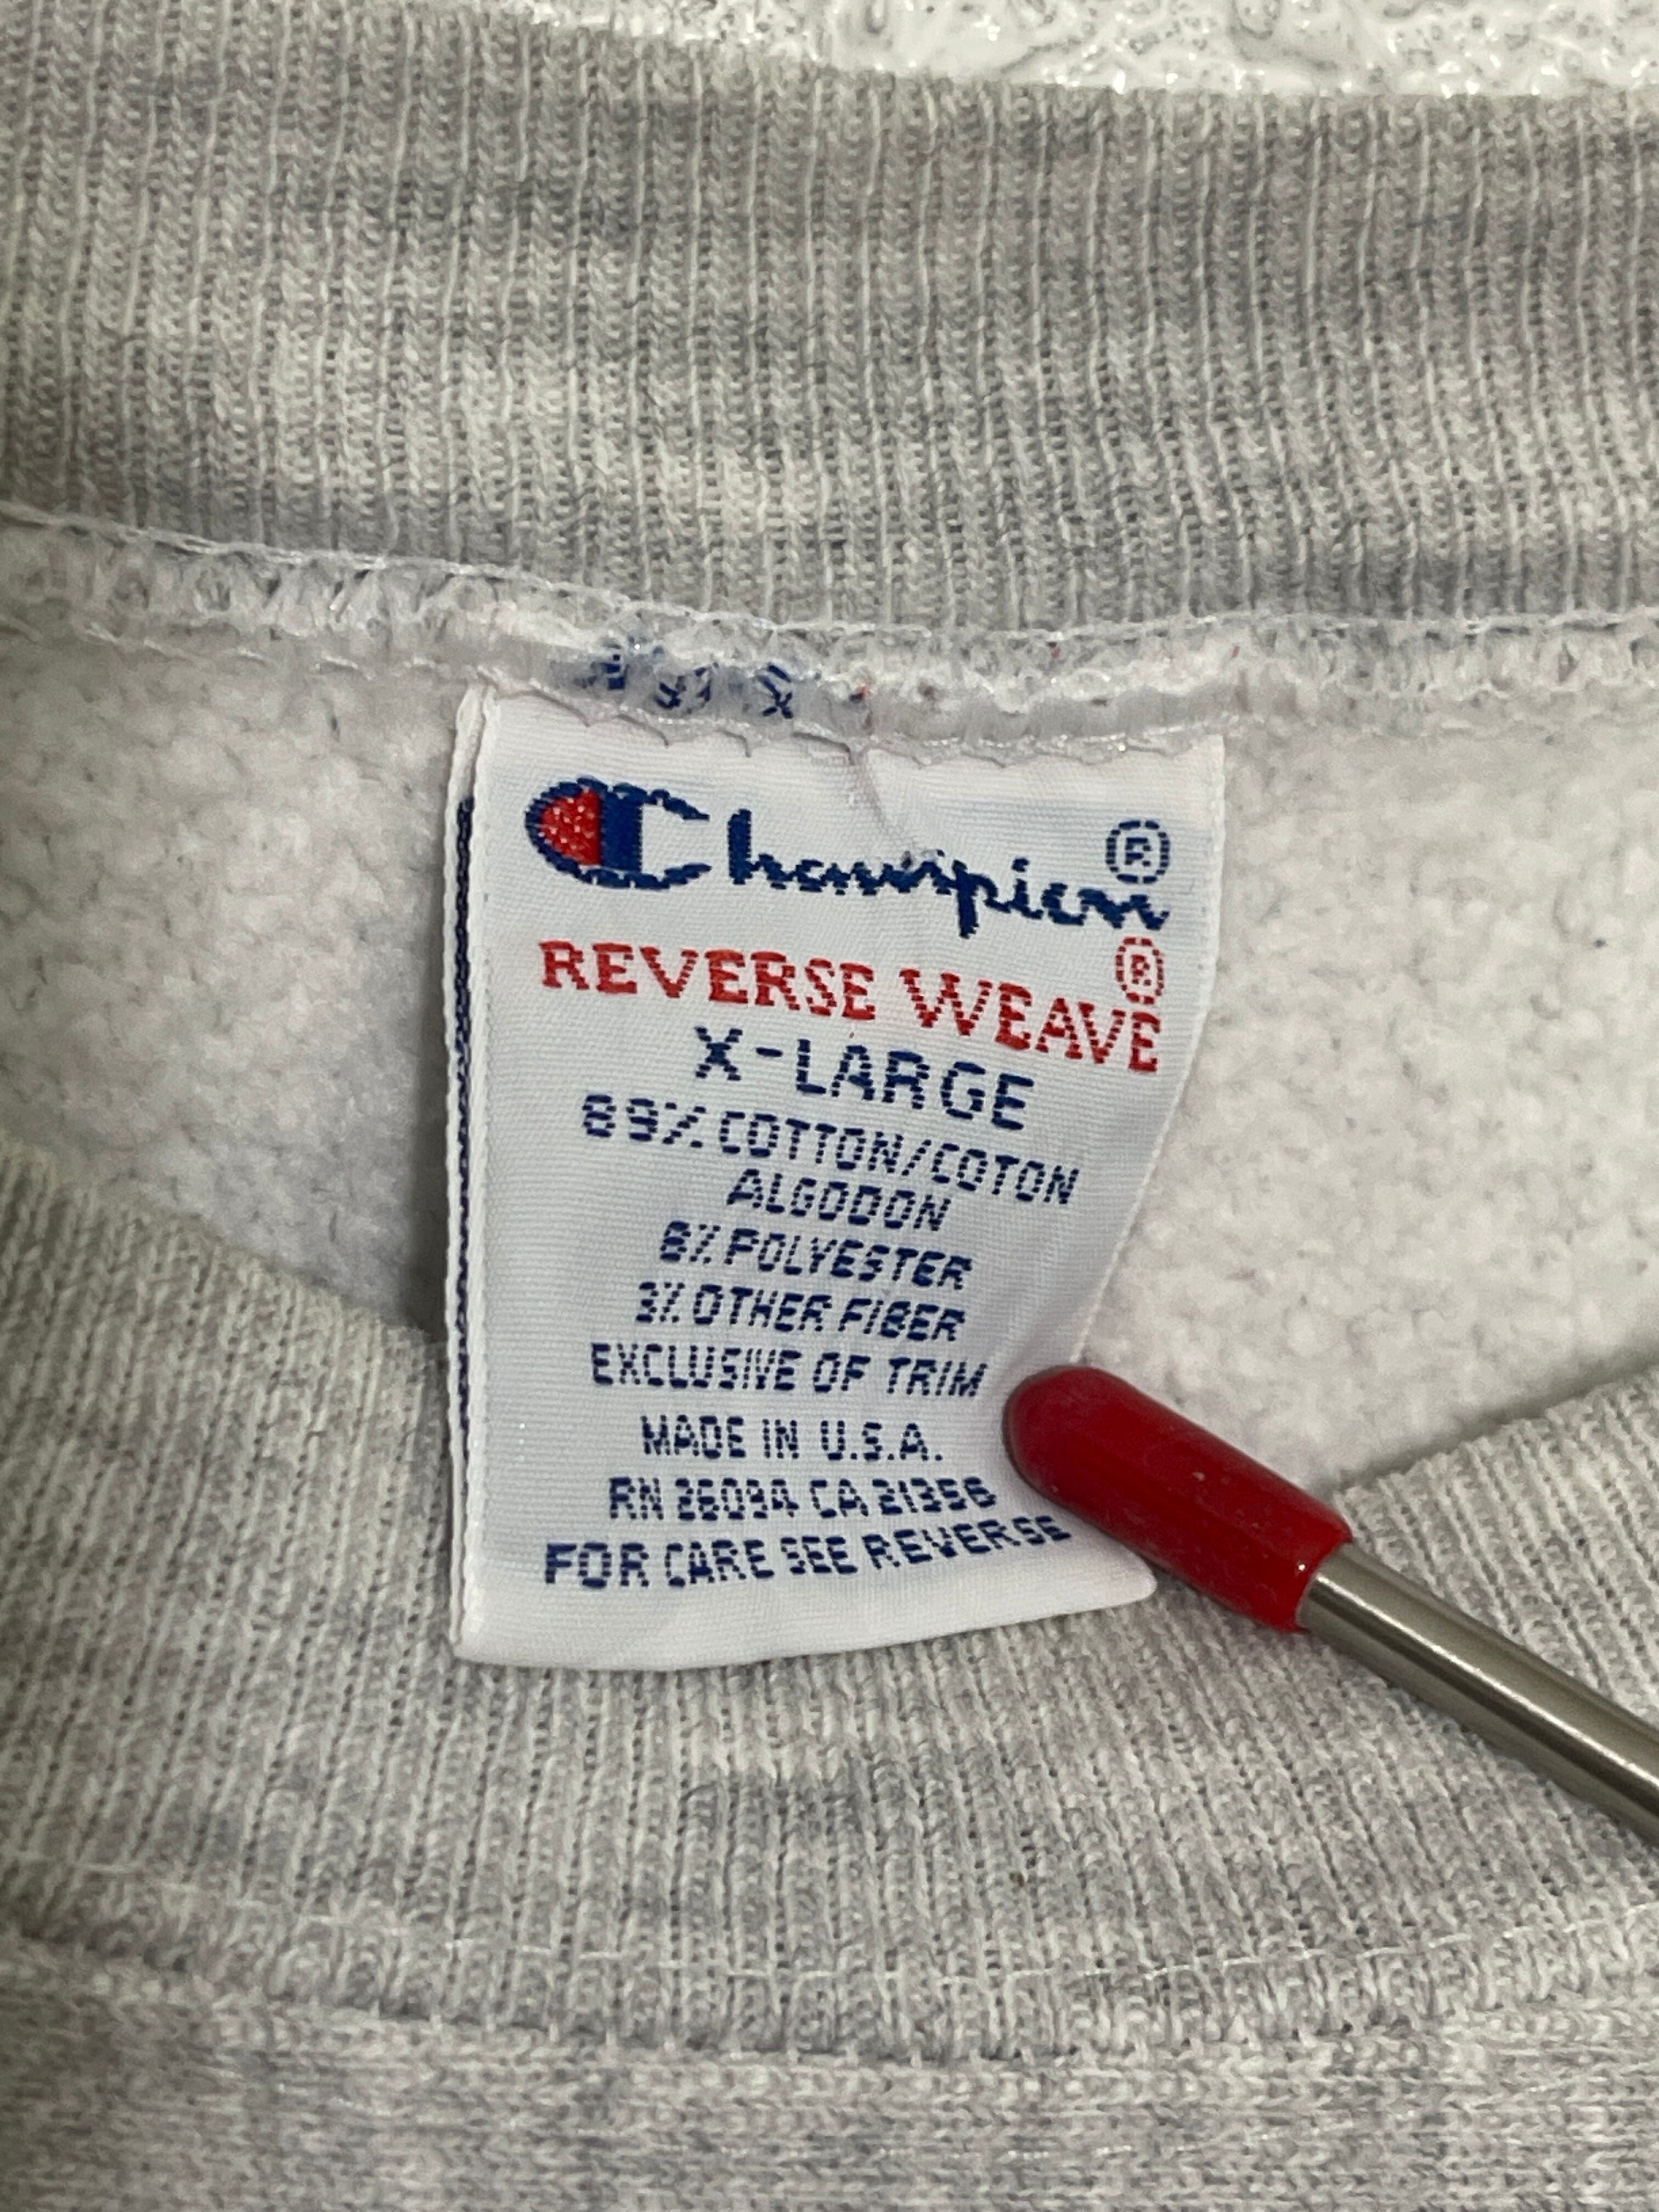 Champion®
REVERSE WEAVE®
X-LARGE
89% COTTON/COTON
ALGODON
8% POLYESTER
3% OTHER FIBER
EXCLUSIVE OF TRIM
MADE IN U.S.A.
RN 26094 CA 21356
FOR CARE SEE REVERSE